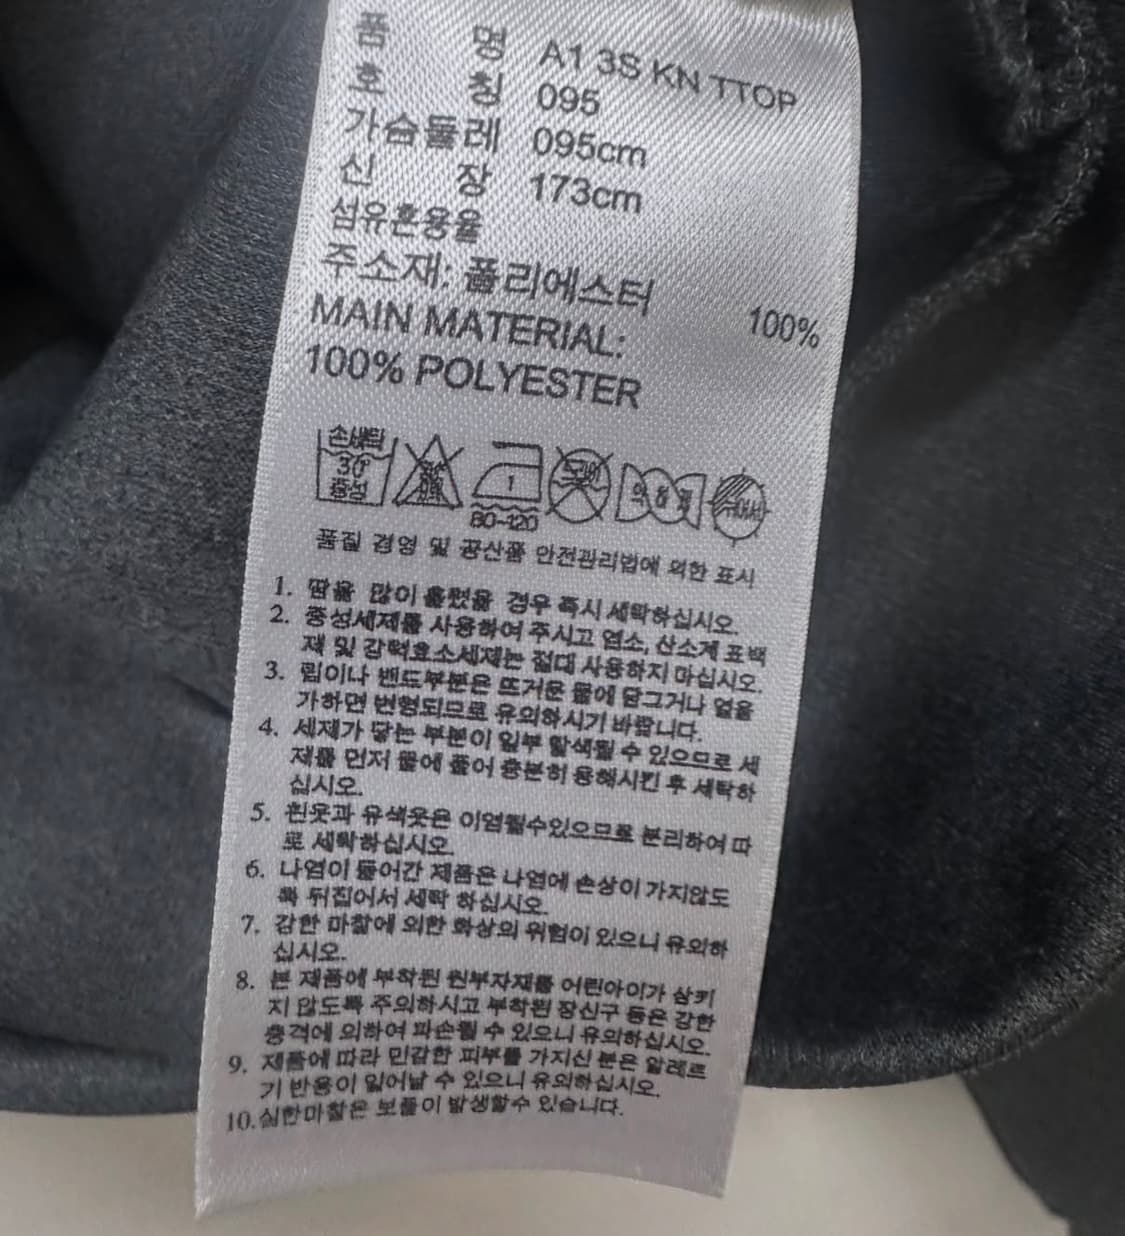 품 명 A1 3S KN TTOP
호 칭 095
가슴둘레 095cm
신 장 173cm
섬유혼용율
주소재: 폴리에스터 100%
MAIN MATERIAL:
100% POLYESTER
손세탁 30° 중성 1 80-120 약하게
품질 경영 및 공산품 안전관리법에 의한 표시
1. 땀을 많이 흘렸을 경우 즉시 세탁하십시오.
2. 중성세제를 사용하여 주시고 염소, 산소계 표백
제 및 강력효소세제는 절대 사용하지 마십시오.
3. 립이나 밴드부분은 뜨거운 물에 담그거나 열을
가하면 변형되므로 유의하시기 바랍니다.
4. 세제가 닿는 부분이 일부 탈색될 수 있으므로 세
제를 먼저 물에 풀어 충분히 용해시킨 후 세탁하
십시오.
5. 흰옷과 유색옷은 이염될수있으므로 분리하여 따
로 세탁하십시오.
6. 나염이 들어간 제품은 나염에 손상이 가지않도
록 뒤집어서 세탁 하십시오.
7. 강한 마찰에 의한 화상의 위험이 있으니 유의하
십시오.
8. 본 제품에 부착된 원부자재를 어린아이가 삼키
지 않도록 주의하시고 부착된 장신구 등은 강한
충격에 의하여 파손될 수 있으니 유의하십시오.
9. 제품에 따라 민감한 피부를 가지신 분은 알레르
기 반응이 일어날 수 있으니 유의하십시오.
10.심한마찰은 보풀이 발생할수 있습니다.